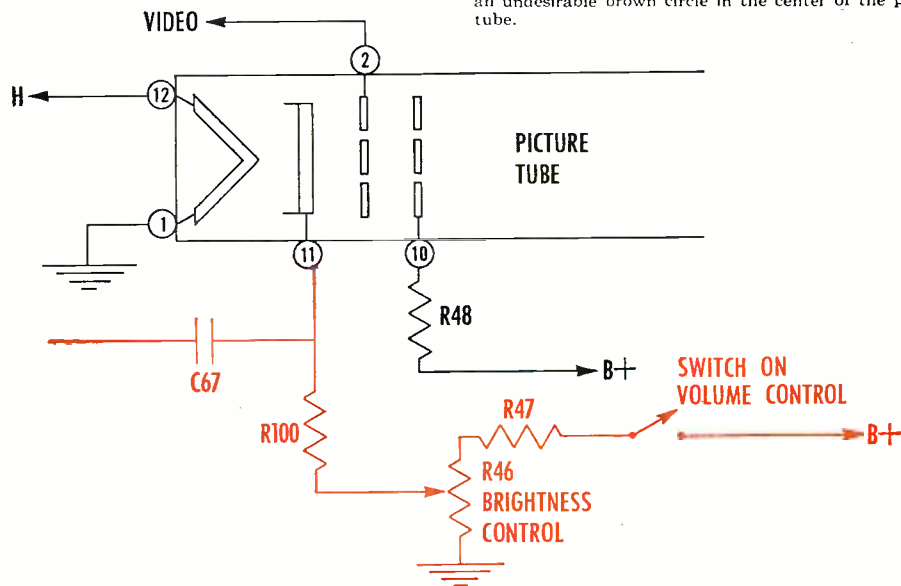 an undesirable brown circle in the center of the
tube.
VIDEO
2
H
12
PICTURE
TUBE
1
11
10
R48
B+
C67
SWITCH ON
VOLUME CONTROL
R47
B+
R100
R46
BRIGHTNESS
CONTROL